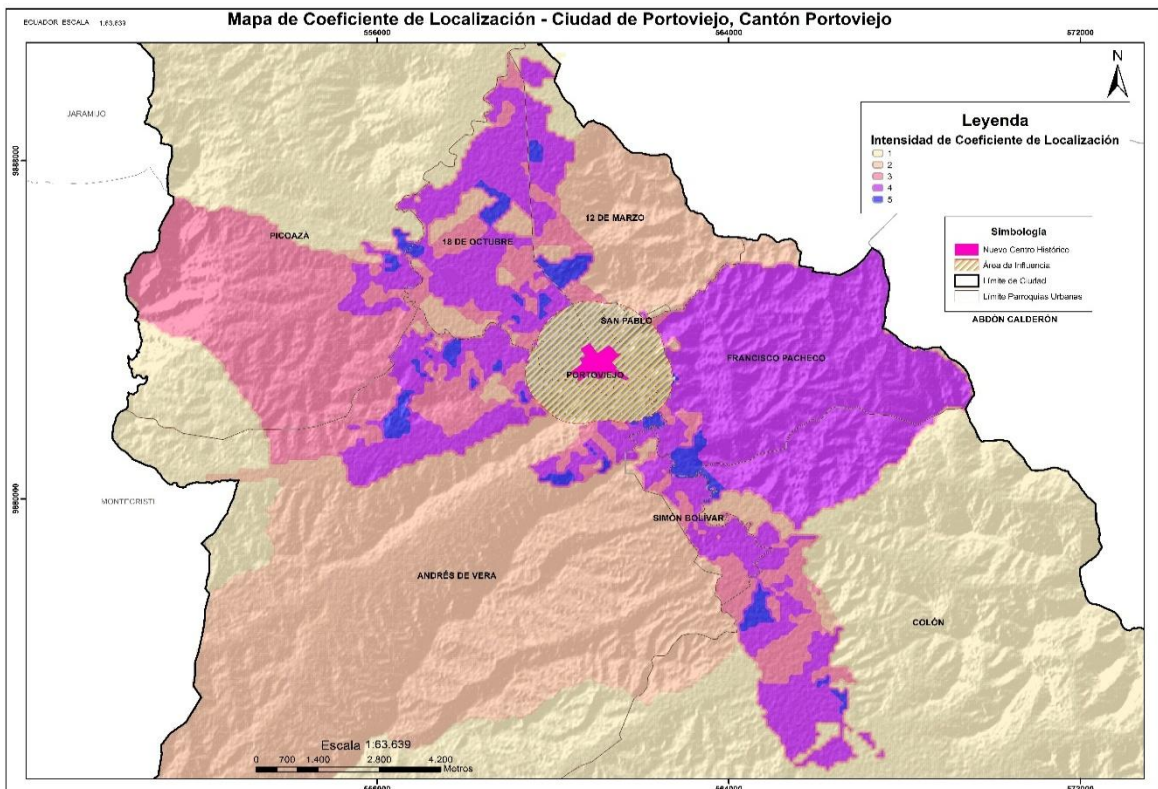 ECUADOR ESCALA 1:63.639
Mapa de Coeficiente de Localización - Ciudad de Portoviejo, Cantón Portoviejo
556000 564000 572000
N
JARAMIJO
Leyenda
Intensidad de Coeficiente de Localización
1
2
3
4
5
9888000
12 DE MARZO
PICOAZÁ
18 DE OCTUBRE
Simbología
Nuevo Centro Histórico
Área de Influencia
Límite de Ciudad
Límite Parroquias Urbanas
ABDÓN CALDERÓN
SAN PABLO
FRANCISCO PACHECO
PORTOVIEJO
MONTECRISTI
SIMÓN BOLÍVAR
ANDRÉS DE VERA
COLÓN
Escala 1:63.639
0 700 1.400 2.800 4.200
Metros
564000